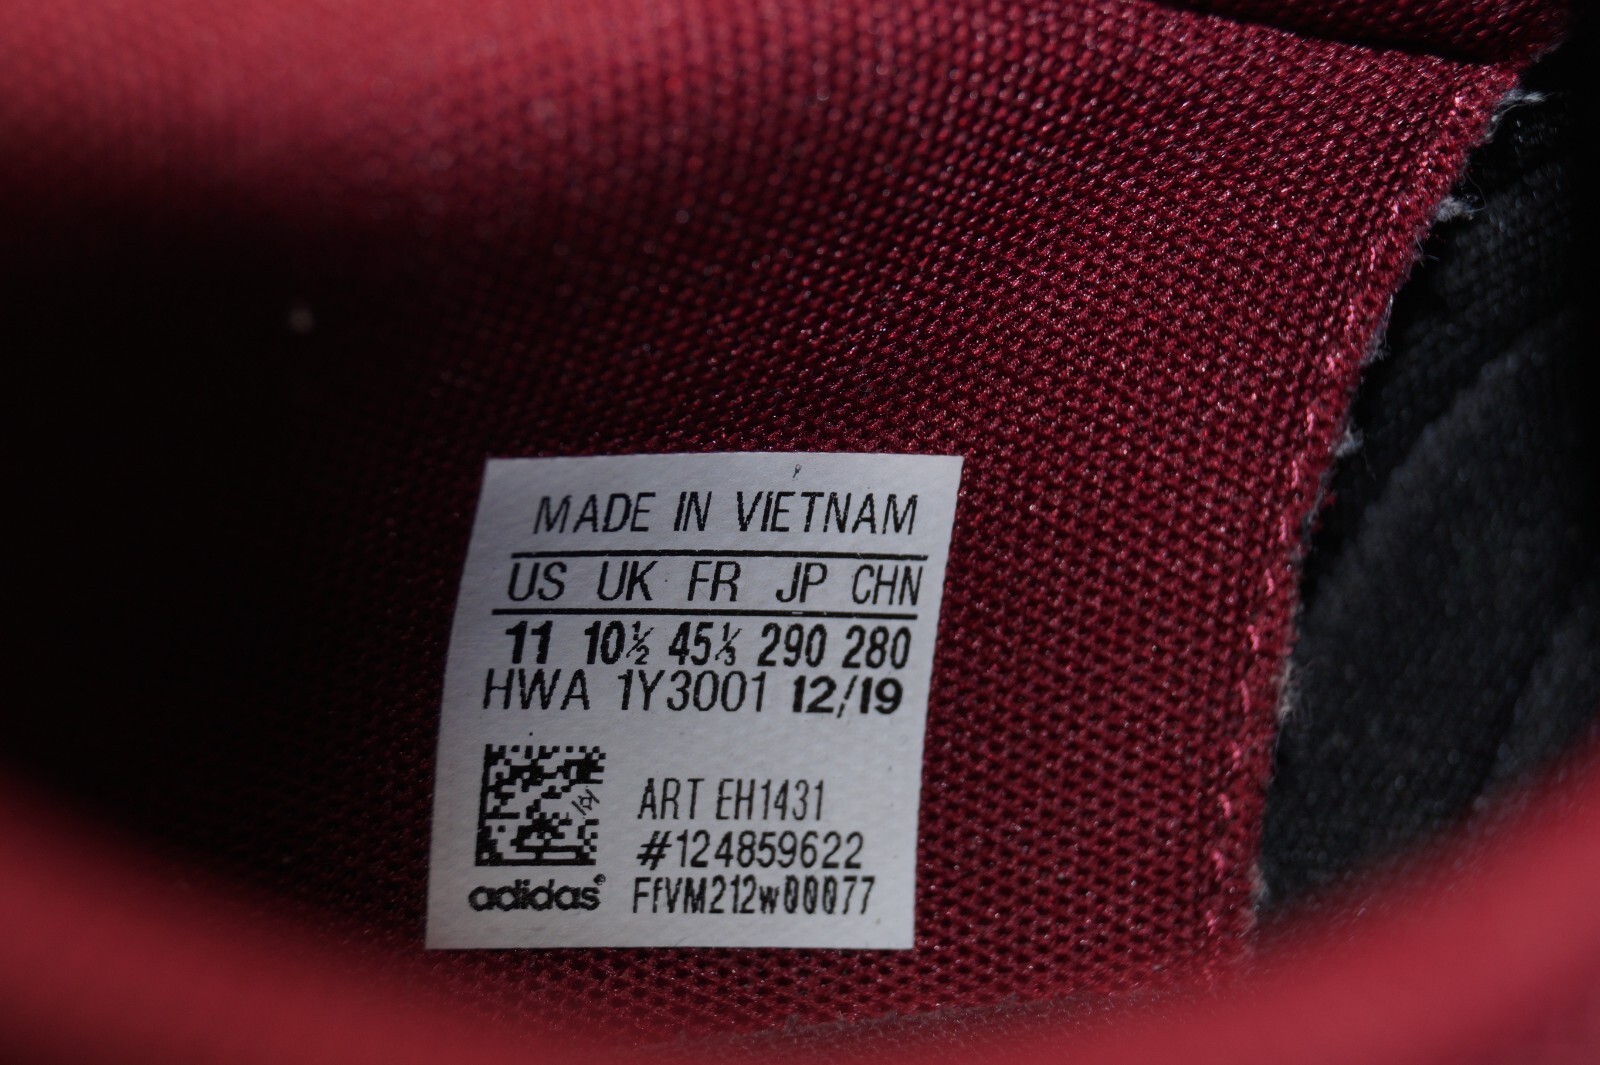 MADE IN VIETNAM
US UK FR JP CHN
11 10½ 45⅓ 290 280
HWA 1Y3001 12/19
ART EH1431
#124859622
adidas® FfVM212w00077